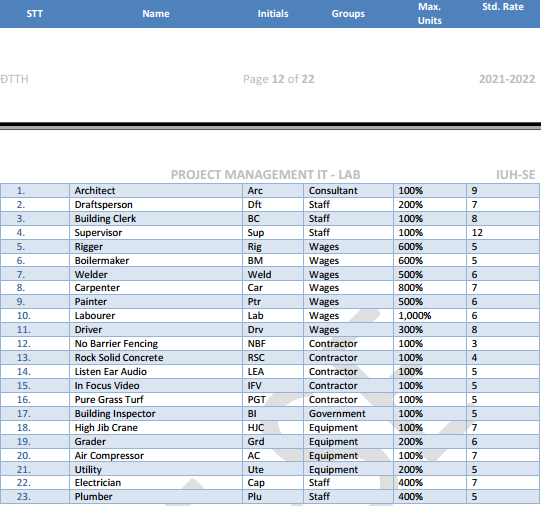 STT Name Initials Groups Max. Units Std. Rate
ĐTTH Page 12 of 22 2021-2022
PROJECT MANAGEMENT IT - LAB IUH-SE
1. Architect Arc Consultant 100% 9
2. Draftsperson Dft Staff 200% 7
3. Building Clerk BC Staff 100% 8
4. Supervisor Sup Staff 100% 12
5. Rigger Rig Wages 600% 5
6. Boilermaker BM Wages 600% 5
7. Welder Weld Wages 500% 6
8. Carpenter Car Wages 800% 7
9. Painter Ptr Wages 500% 6
10. Labourer Lab Wages 1,000% 6
11. Driver Drv Wages 300% 8
12. No Barrier Fencing NBF Contractor 100% 3
13. Rock Solid Concrete RSC Contractor 100% 4
14. Listen Ear Audio LEA Contractor 100% 5
15. In Focus Video IFV Contractor 100% 5
16. Pure Grass Turf PGT Contractor 100% 5
17. Building Inspector BI Government 100% 5
18. High Jib Crane HJC Equipment 100% 7
19. Grader Grd Equipment 200% 6
20. Air Compressor AC Equipment 100% 7
21. Utility Ute Equipment 200% 5
22. Electrician Cap Staff 400% 7
23. Plumber Plu Staff 400% 5